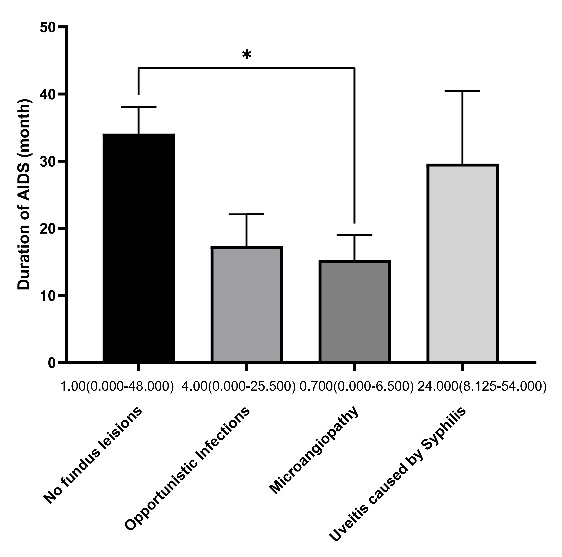 50
40
30
20
10
0
Duration of AIDS (month)
*
1.00(0.000-48.000) 4.00(0.000-25.500) 0.700(0.000-6.500) 24.000(8.125-54.000)
No fundus leisions
Opportunistic Infections
Microangiopathy
Uveitis caused by Syphilis